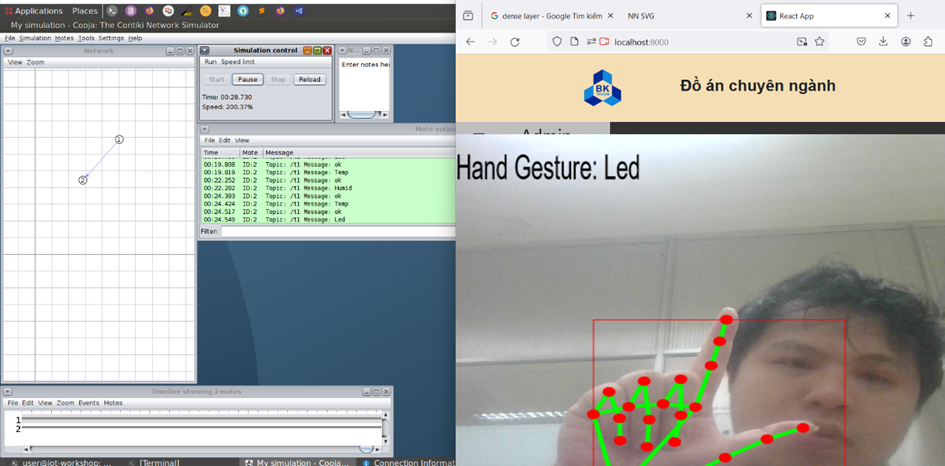 Applications Places
My simulation - Cooja: The Contiki Network Simulator
File Simulation Motes Tools Settings Help
Network
View Zoom
1
2
Simulation control
Run Speed limit
Start Pause Step Reload
Time: 00:28.730
Speed: 200.37%
N...
Enter notes her
Mote outpu
File Edit View
Time Mote Message
00:19.808 ID:2 Topic: /t1 Message: ok
00:19.819 ID:2 Topic: /t1 Message: Temp
00:22.252 ID:2 Topic: /t1 Message: ok
00:22.282 ID:2 Topic: /t1 Message: Humid
00:24.393 ID:2 Topic: /t1 Message: ok
00:24.424 ID:2 Topic: /t1 Message: Temp
00:24.517 ID:2 Topic: /t1 Message: ok
00:24.549 ID:2 Topic: /t1 Message: Led
Filter:
Timeline showing 2 motes
File Edit View Zoom Events Motes
1
2
user@iot-workshop: ... [Terminal] My simulation - Cooja... Connection Informat
dense layer - Google Tìm kiếm
NN SVG
React App
localhost:8000
BK
Đồ án chuyên ngành
Admin
Hand Gesture: Led